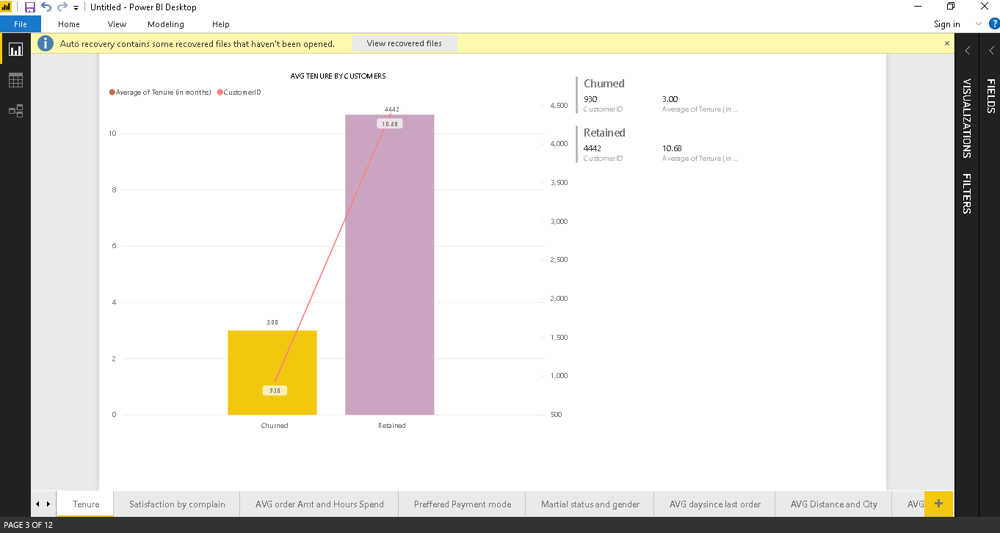 Untitled - Power BI Desktop
File Home View Modeling Help Sign in ?
i Auto recovery contains some recovered files that haven't been opened. View recovered files ×
AVG TENURE BY CUSTOMERS
Average of Tenure (in months) CustomerID
10
8
6
4
2
0
4442
10.68
3.00
930
Churned Retained
4,500
4,000
3,500
3,000
2,500
2,000
1,500
1,000
500
Churned
930 3.00
CustomerID Average of Tenure (in ...
Retained
4442 10.68
CustomerID Average of Tenure (in ...
VISUALIZATIONS
FILTERS
FIELDS
Tenure Satisfaction by complain AVG order Amt and Hours Spend Preffered Payment mode Martial status and gender AVG daysince last order AVG Distance and City AVG +
PAGE 3 OF 12